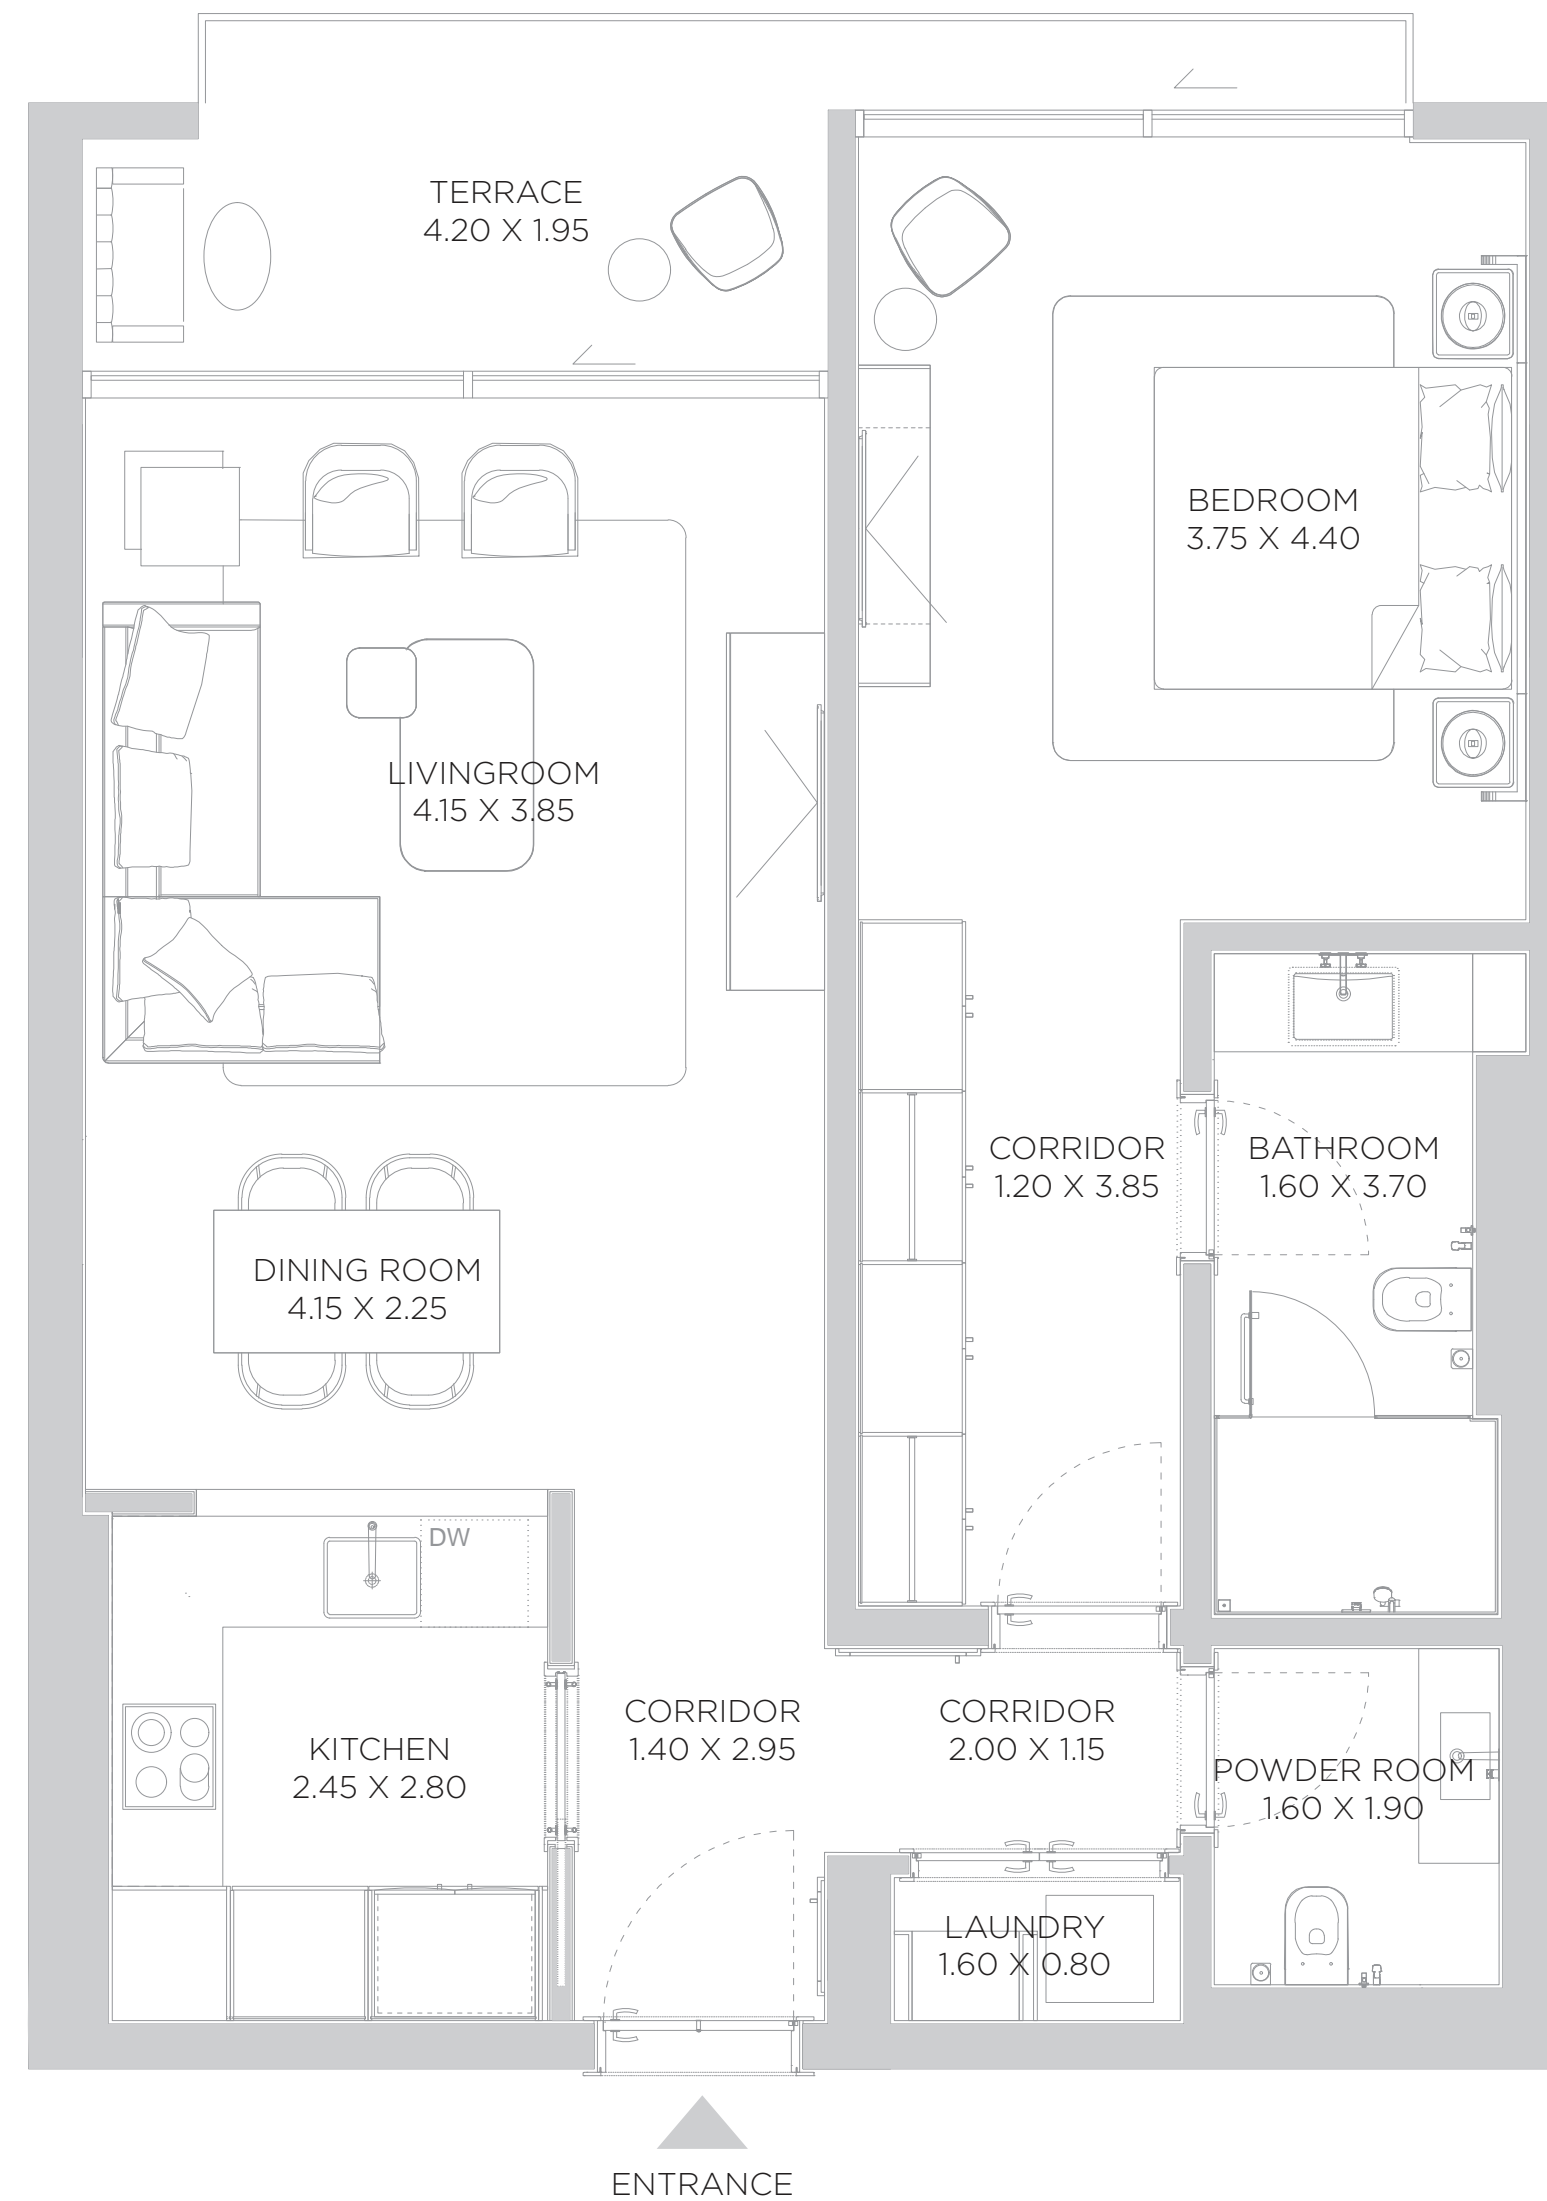 TERRACE
4.20 X 1.95
BEDROOM
3.75 X 4.40
LIVINGROOM
4.15 X 3.85
CORRIDOR
1.20 X 3.85
BATHROOM
1.60 X 3.70
DINING ROOM
4.15 X 2.25
DW
KITCHEN
2.45 X 2.80
CORRIDOR
1.40 X 2.95
CORRIDOR
2.00 X 1.15
POWDER ROOM
1.60 X 1.90
LAUNDRY
1.60 X 0.80
ENTRANCE